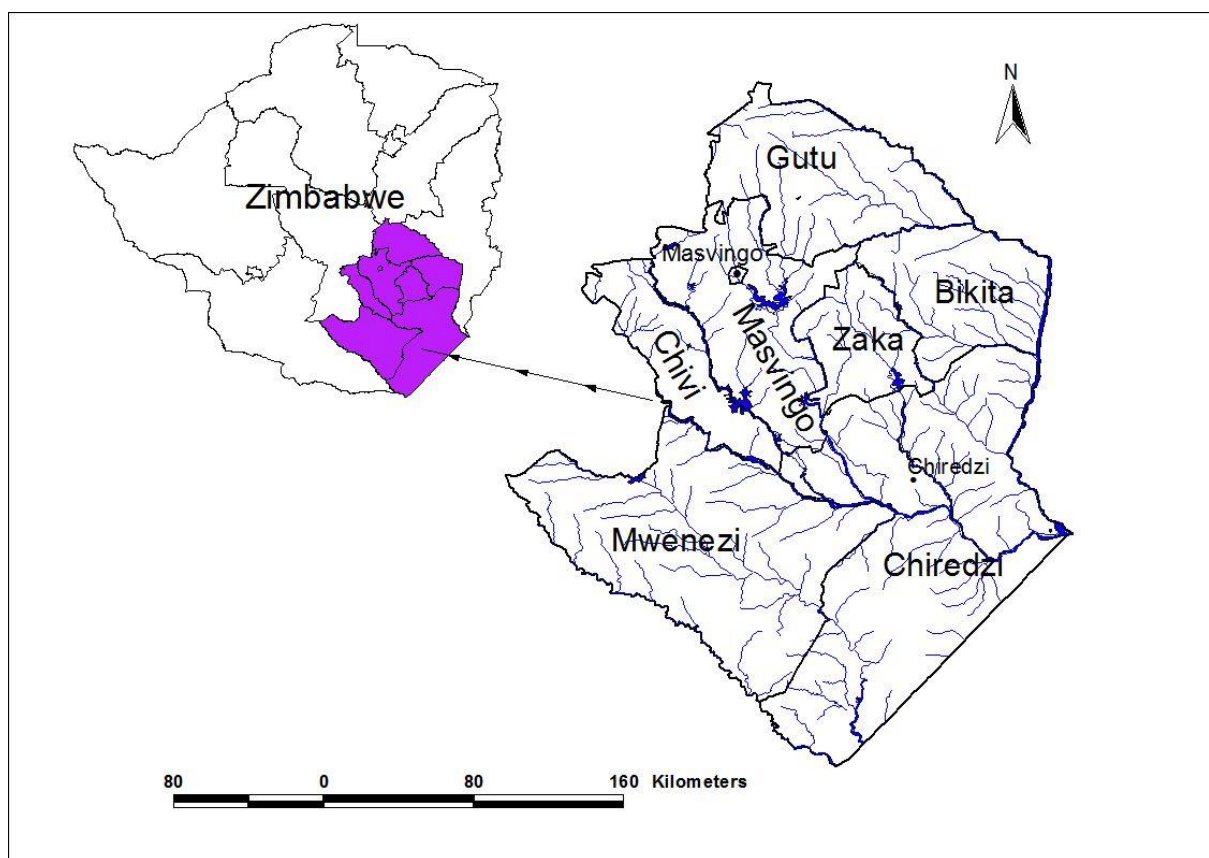 N
Zimbabwe
Gutu
Masvingo
Bikita
Masvingo
Zaka
Chivi
Chiredzi
Mwenezi
Chiredzi
80 0 80 160 Kilometers